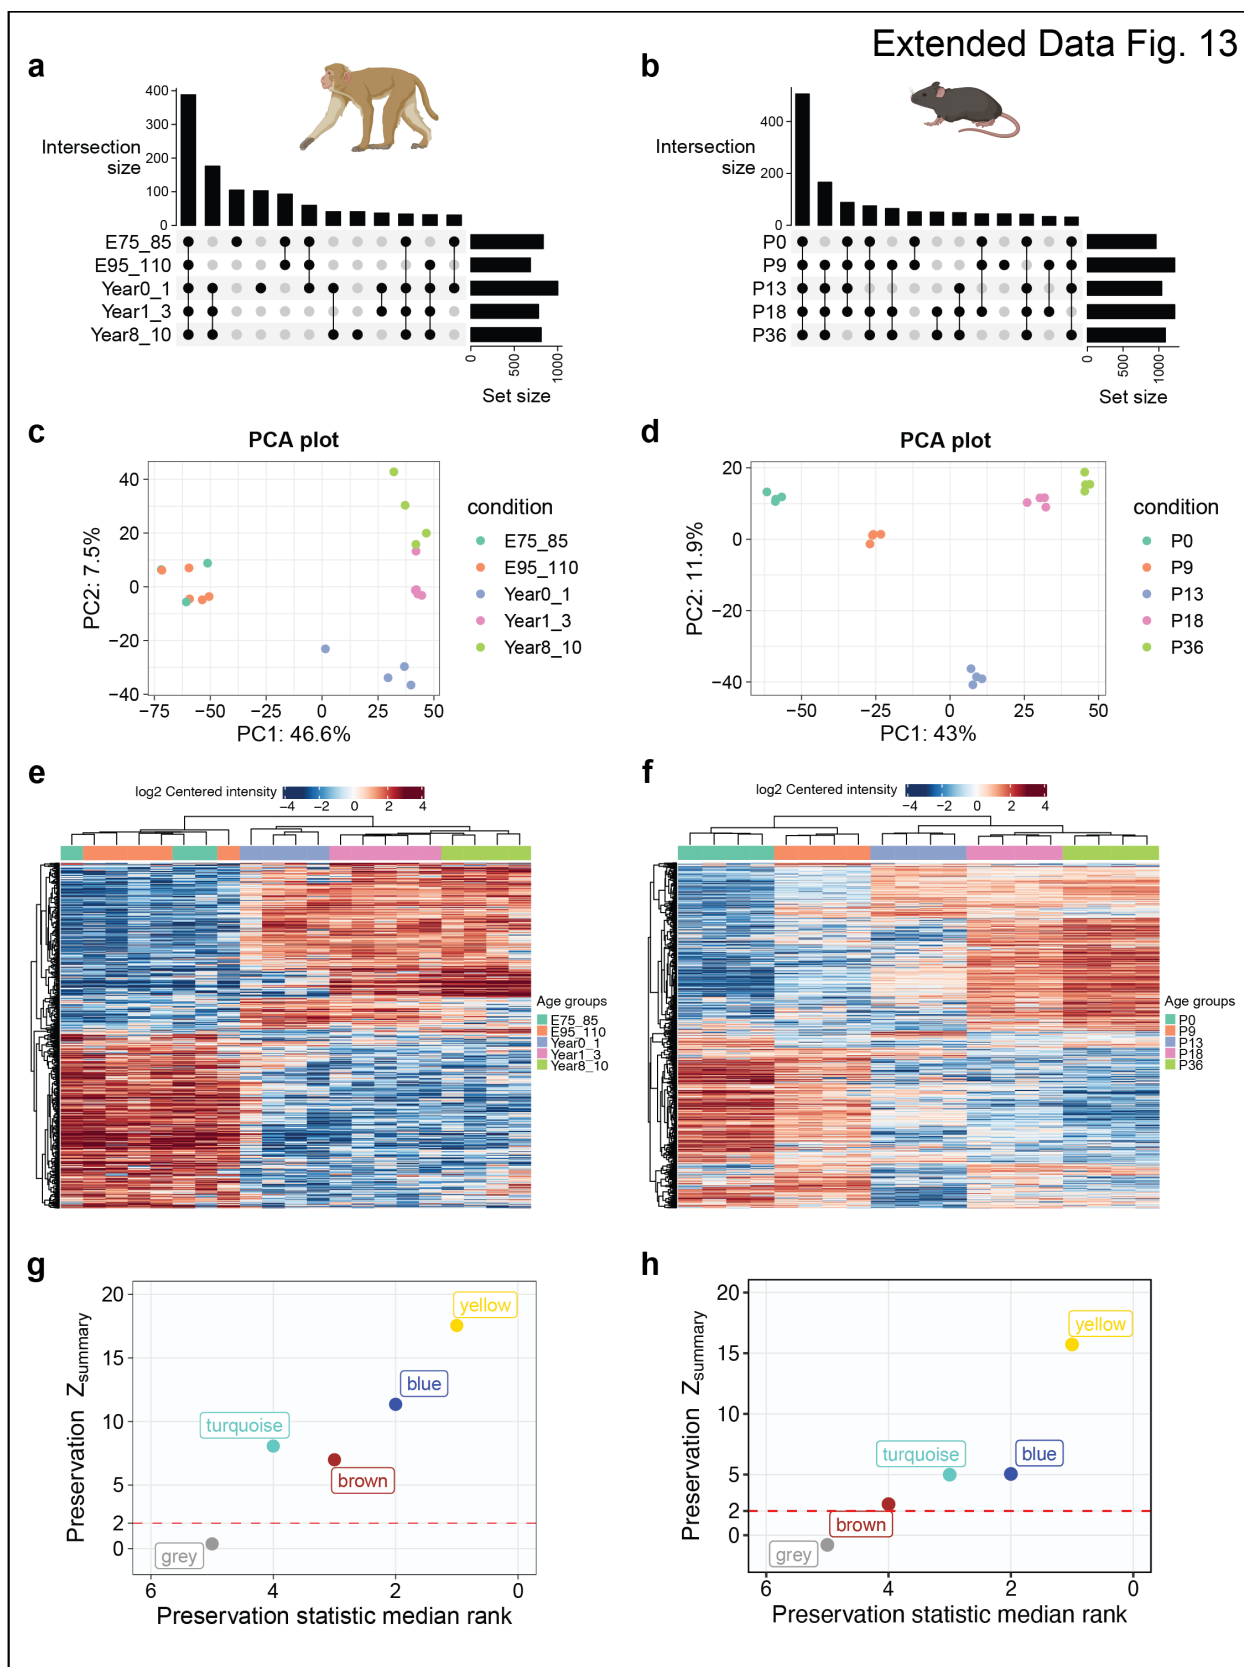 Extended Data Fig. 13
a
400
300
200
100
0
Intersection
size
E75_85
E95_110
Year0_1
Year1_3
Year8_10
0
500
1000
Set size
b
400
200
0
Intersection
size
P0
P9
P13
P18
P36
0
500
1000
Set size
c
PCA plot
40
20
0
−20
−40
PC2: 7.5%
−75
−50
−25
0
25
50
PC1: 46.6%
condition
E75_85
E95_110
Year0_1
Year1_3
Year8_10
d
PCA plot
20
0
−20
−40
PC2: 11.9%
−50
−25
0
25
50
PC1: 43%
condition
P0
P9
P13
P18
P36
e
log2 Centered intensity
−4
−2
0
2
4
Age groups
E75_85
E95_110
Year0_1
Year1_3
Year8_10
f
log2 Centered intensity
−4
−2
0
2
4
Age groups
P0
P9
P13
P18
P36
g
20
15
10
5
2
0
Preservation Zsummary
yellow
blue
turquoise
brown
grey
6
4
2
0
Preservation statistic median rank
h
20
15
10
5
2
0
Preservation Zsummary
yellow
turquoise
blue
brown
grey
6
4
2
0
Preservation statistic median rank